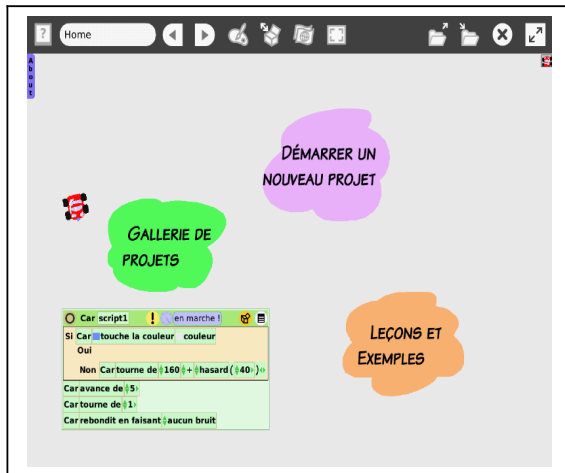 ?
Home
About
DÉMARRER UN
NOUVEAU PROJET
GALLERIE DE
PROJETS
Car script1 ! en marche !
Si Car touche la couleur couleur
Oui
Non Car tourne de 160 + hasard ( 40 )
Car avance de 5
Car tourne de 1
Car rebondit en faisant aucun bruit
LEÇONS ET
EXEMPLES